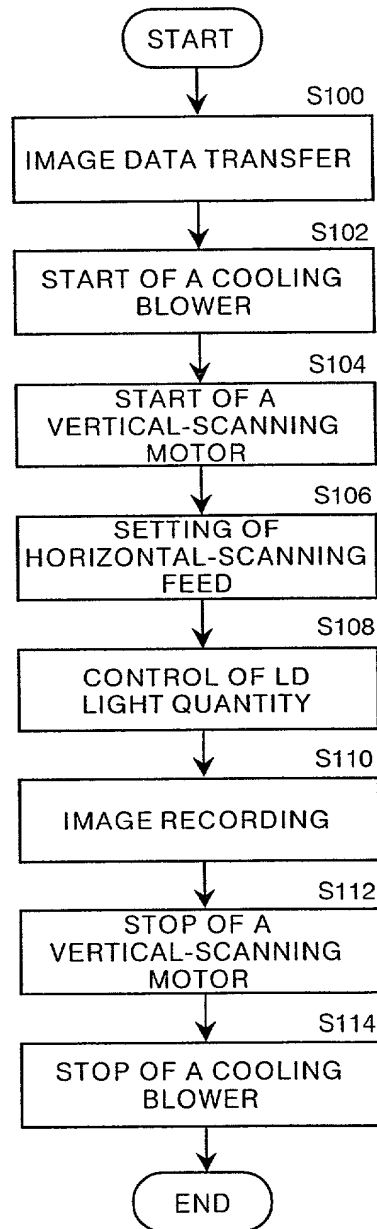 START
S100
IMAGE DATA TRANSFER
S102
START OF A COOLING
BLOWER
S104
START OF A
VERTICAL-SCANNING
MOTOR
S106
SETTING OF
HORIZONTAL-SCANNING
FEED
S108
CONTROL OF LD
LIGHT QUANTITY
S110
IMAGE RECORDING
S112
STOP OF A
VERTICAL-SCANNING
MOTOR
S114
STOP OF A COOLING
BLOWER
END